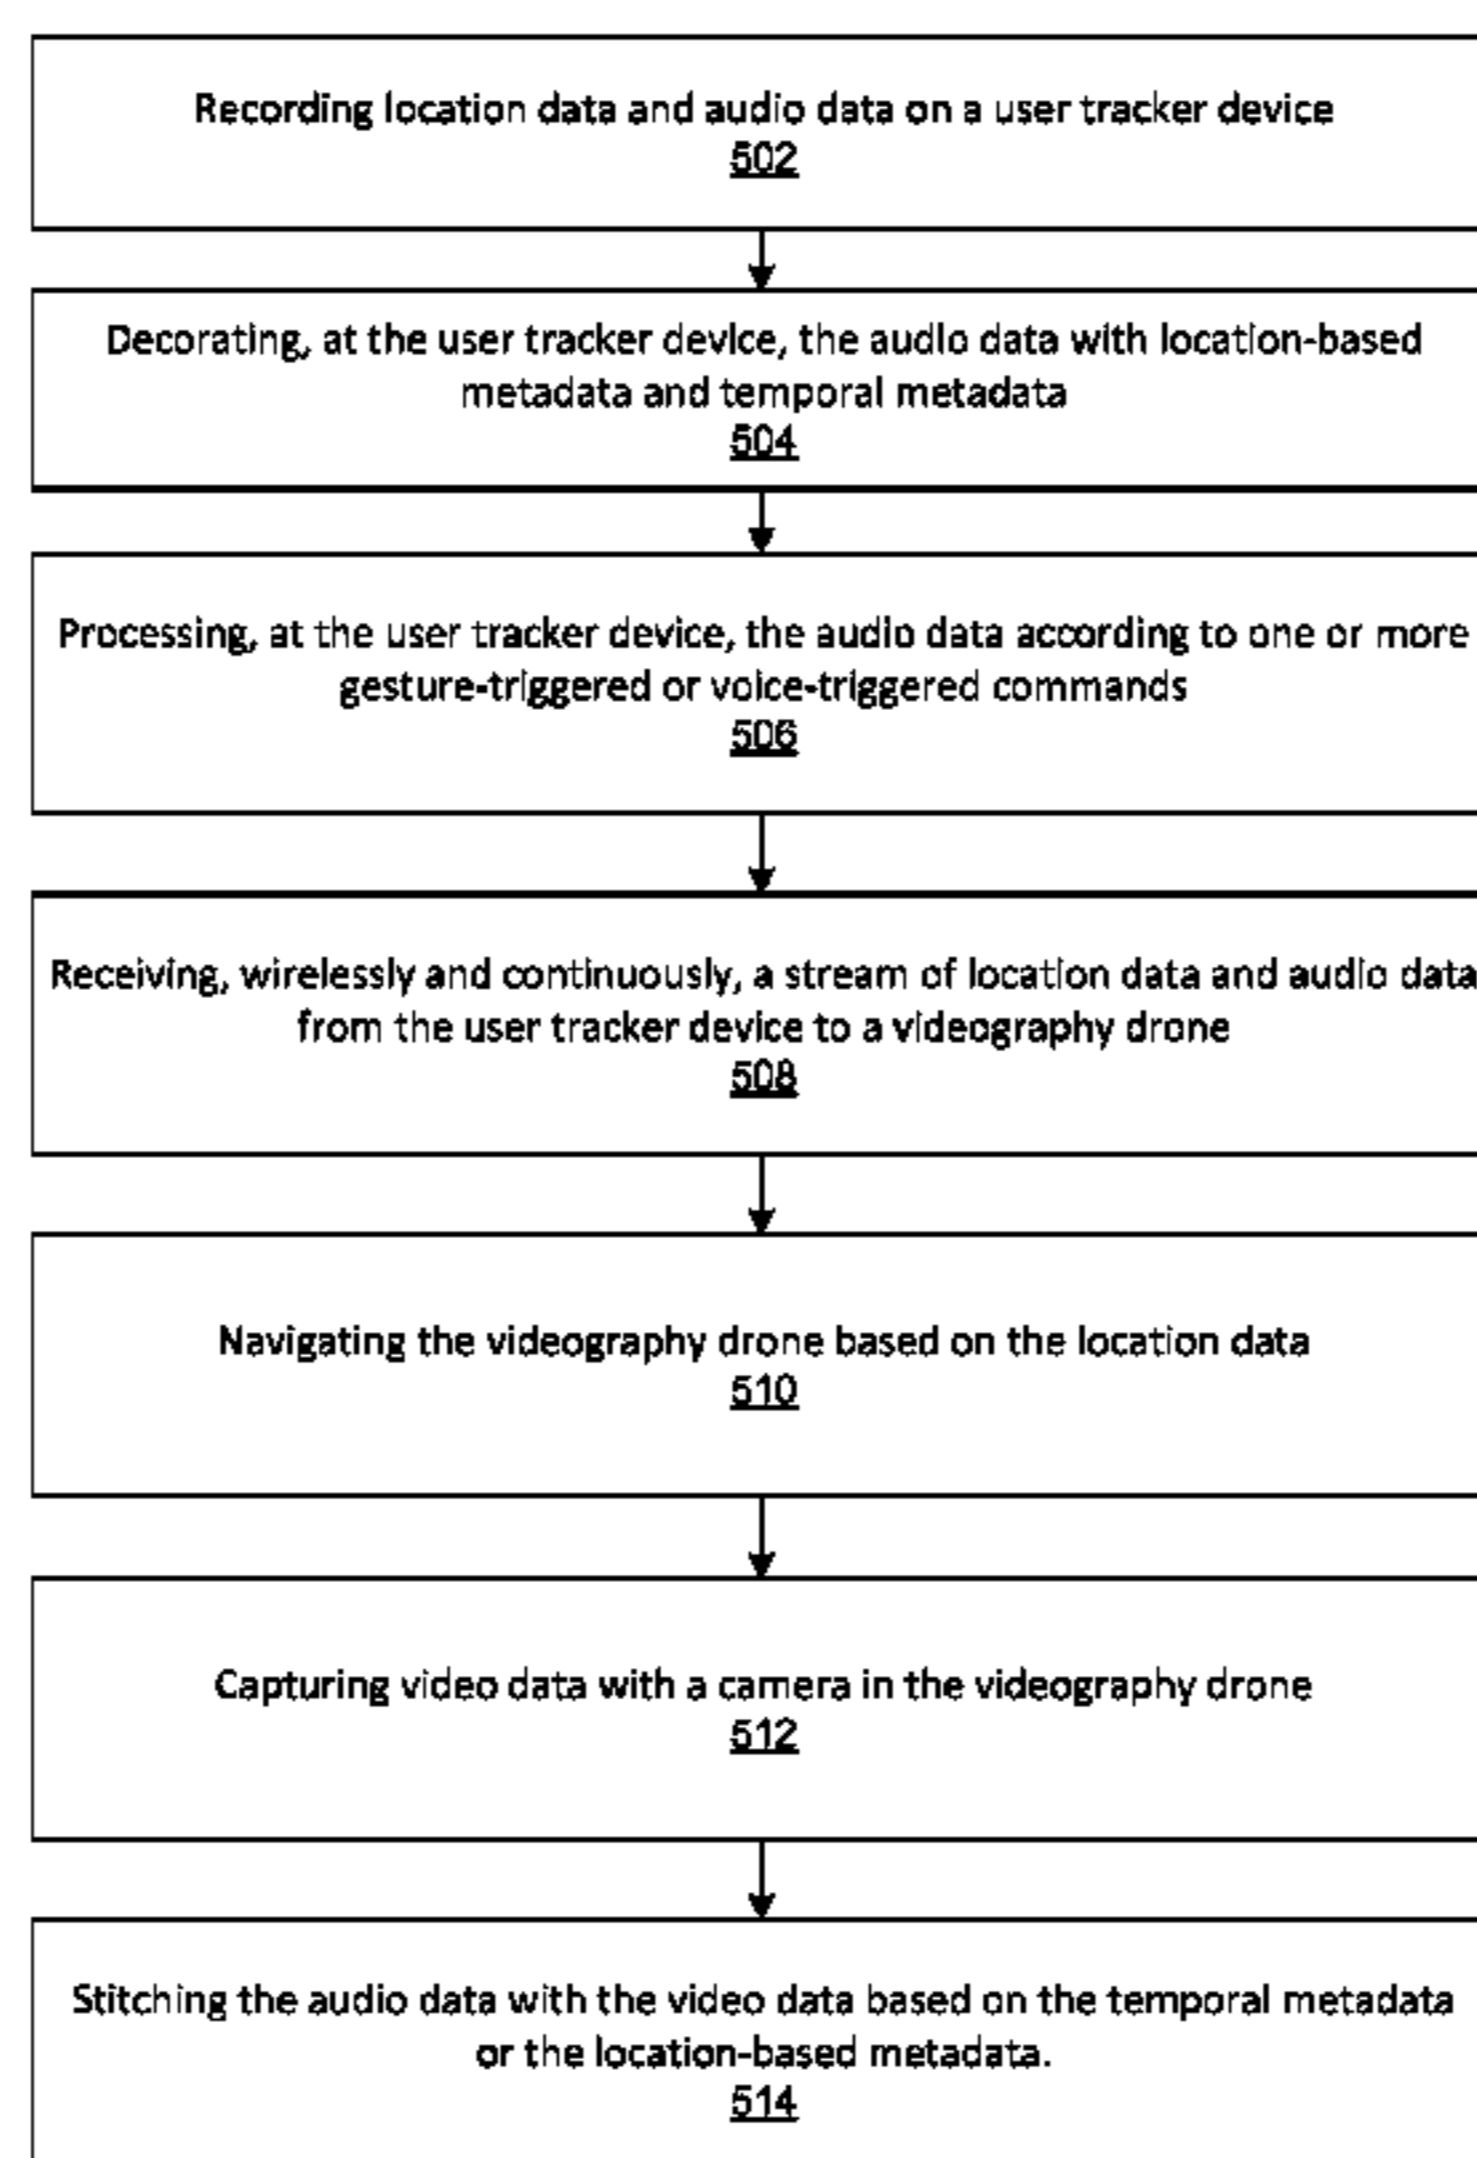 Recording location data and audio data on a user tracker device
502
Decorating, at the user tracker device, the audio data with location-based
metadata and temporal metadata
504
Processing, at the user tracker device, the audio data according to one or more
gesture-triggered or voice-triggered commands
506
Receiving, wirelessly and continuously, a stream of location data and audio data
from the user tracker device to a videography drone
508
Navigating the videography drone based on the location data
510
Capturing video data with a camera in the videography drone
512
Stitching the audio data with the video data based on the temporal metadata
or the location-based metadata.
514